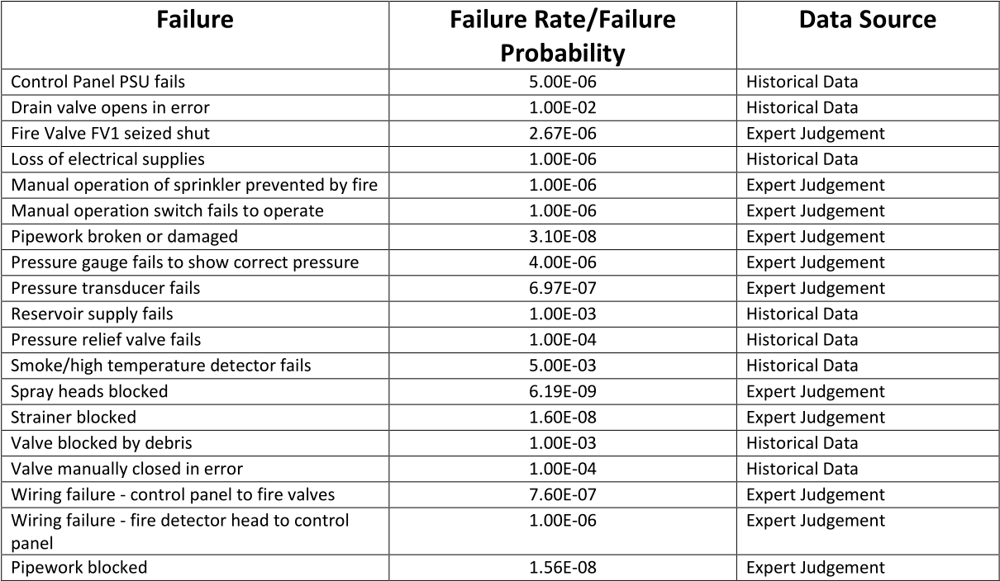 Failure Failure Rate/Failure Probability Data Source
Control Panel PSU fails 5.00E-06 Historical Data
Drain valve opens in error 1.00E-02 Historical Data
Fire Valve FV1 seized shut 2.67E-06 Expert Judgement
Loss of electrical supplies 1.00E-06 Historical Data
Manual operation of sprinkler prevented by fire 1.00E-06 Expert Judgement
Manual operation switch fails to operate 1.00E-06 Expert Judgement
Pipework broken or damaged 3.10E-08 Expert Judgement
Pressure gauge fails to show correct pressure 4.00E-06 Expert Judgement
Pressure transducer fails 6.97E-07 Expert Judgement
Reservoir supply fails 1.00E-03 Historical Data
Pressure relief valve fails 1.00E-04 Historical Data
Smoke/high temperature detector fails 5.00E-03 Historical Data
Spray heads blocked 6.19E-09 Expert Judgement
Strainer blocked 1.60E-08 Expert Judgement
Valve blocked by debris 1.00E-03 Historical Data
Valve manually closed in error 1.00E-04 Historical Data
Wiring failure - control panel to fire valves 7.60E-07 Expert Judgement
Wiring failure - fire detector head to control panel 1.00E-06 Expert Judgement
Pipework blocked 1.56E-08 Expert Judgement